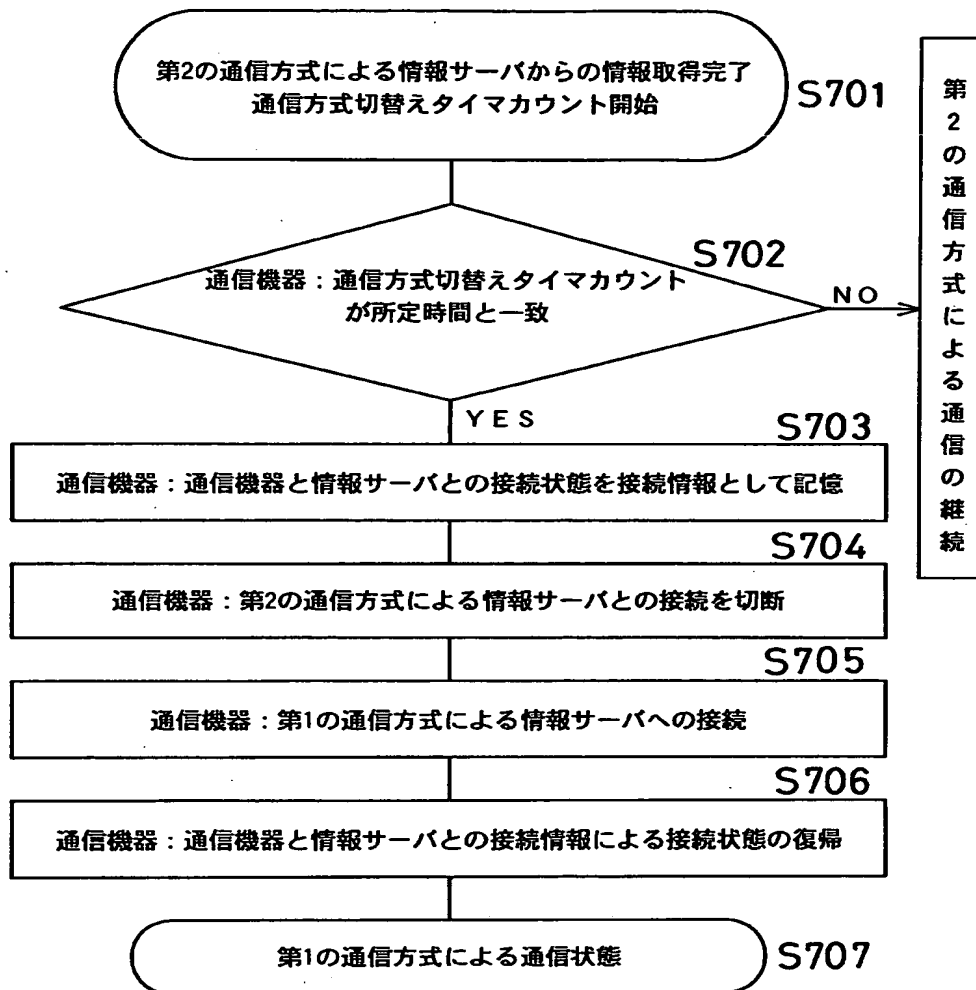 第2の通信方式による情報サーバからの情報取得完了
通信方式切替えタイマカウント開始
S701
S702
通信機器：通信方式切替えタイマカウント
が所定時間と一致
NO
第2の通信方式による通信の継続
YES
S703
通信機器：通信機器と情報サーバとの接続状態を接続情報として記憶
S704
通信機器：第2の通信方式による情報サーバとの接続を切断
S705
通信機器：第1の通信方式による情報サーバへの接続
S706
通信機器：通信機器と情報サーバとの接続情報による接続状態の復帰
第1の通信方式による通信状態
S707